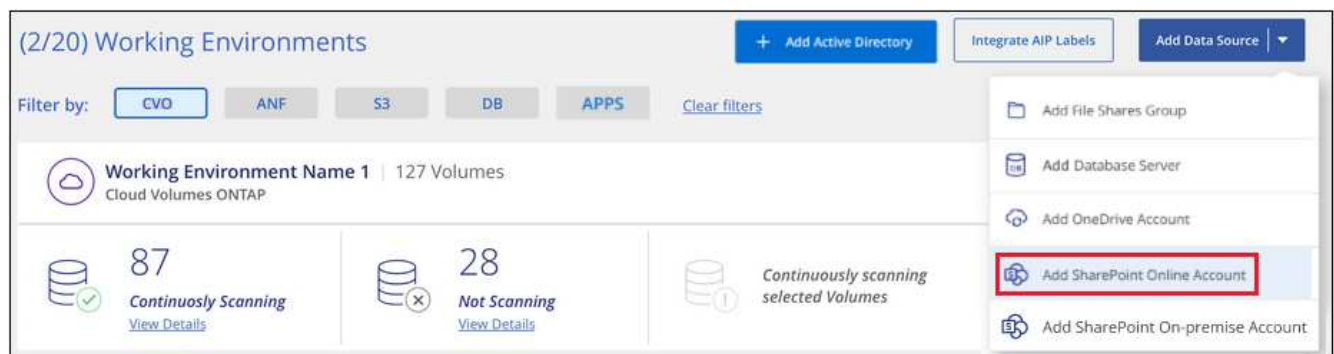 (2/20) Working Environments
+ Add Active Directory
Integrate AIP Labels
Add Data Source
Filter by:
CVO
ANF
S3
DB
APPS
Clear filters
Add File Shares Group
Working Environment Name 1 | 127 Volumes
Cloud Volumes ONTAP
DB
Add Database Server
Add OneDrive Account
87
Continuosly Scanning
View Details
28
Not Scanning
View Details
Continuously scanning
selected Volumes
S
Add SharePoint Online Account
S
Add SharePoint On-premise Account